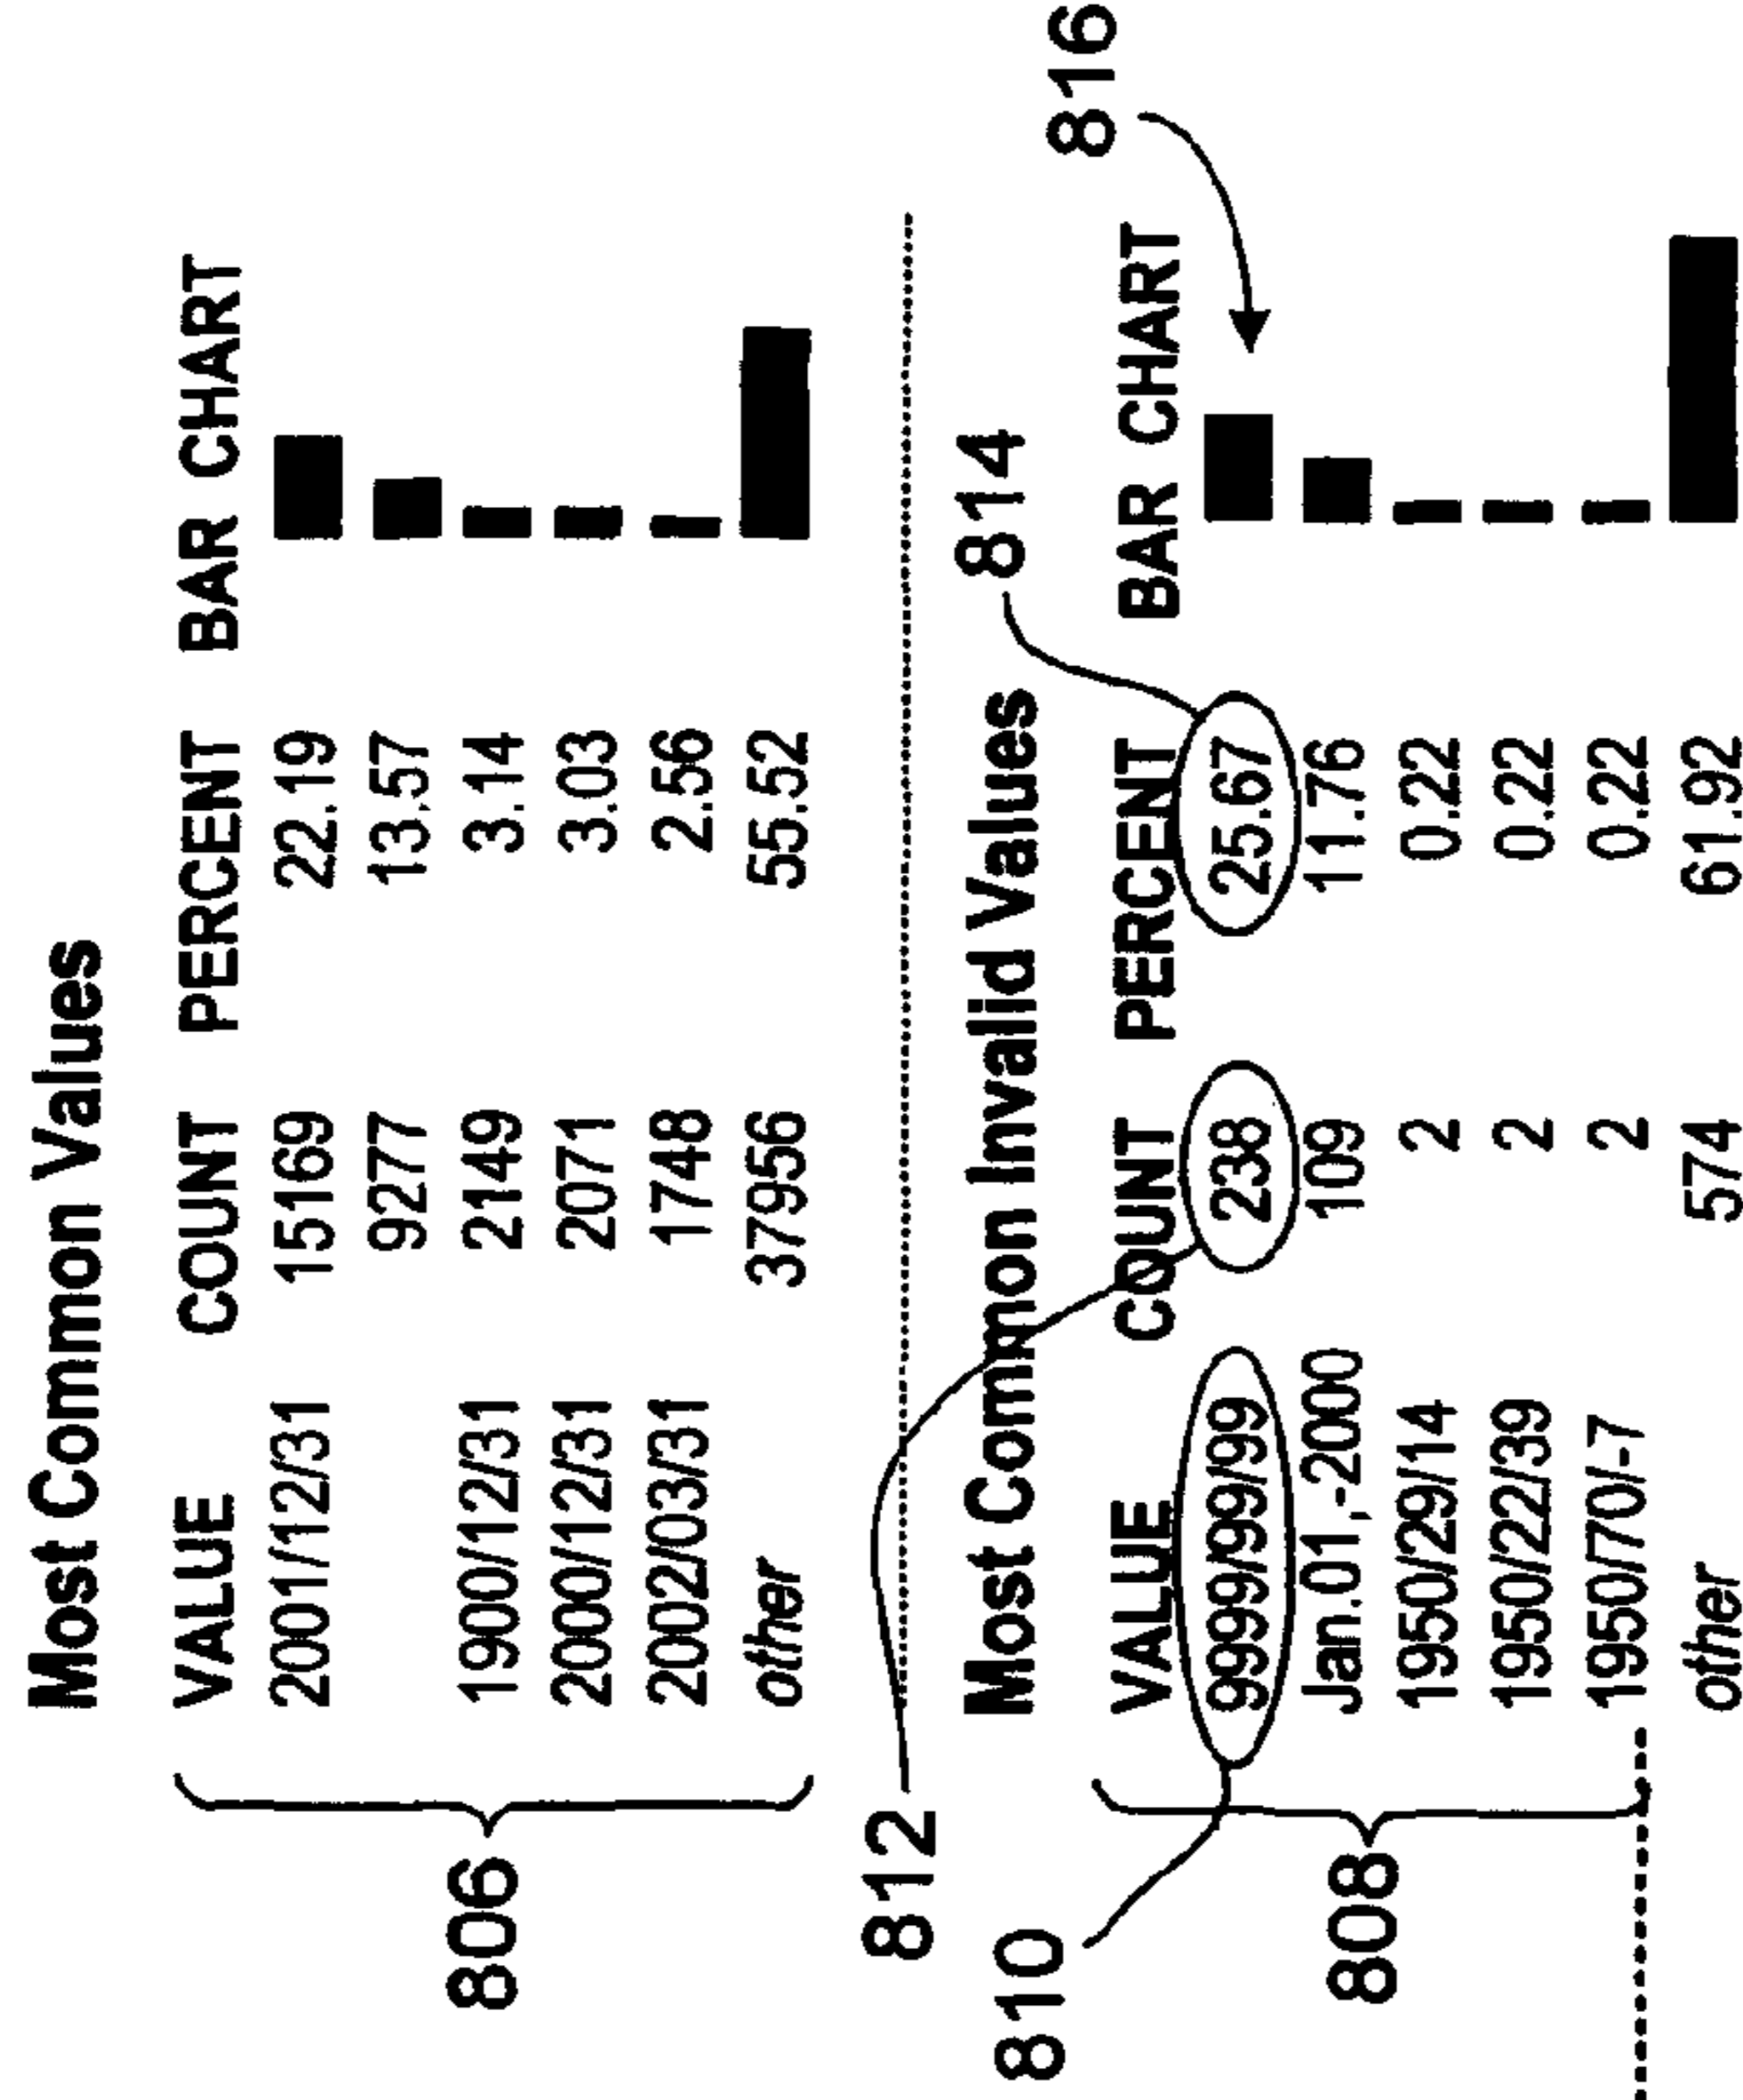 Most Common Values
VALUE COUNT PERCENT BAR CHART
2001/12/31 15169 22.19
9277 13,57
1900/12/31 2149 3.14
2000/12/31 2071 3.03
2002/03/31 1748 2.56
other 37956 55.52
806
812
814
816
Most Common Invalid Values
810
VALUE COUNT PERCENT BAR CHART
9999/99/99 238 25.67
Jan.01,-2000 109 11.76
1950/29/14 2 0.22
1950/22/39 2 0.22
1950/70/-7 2 0.22
other 574 61.92
808